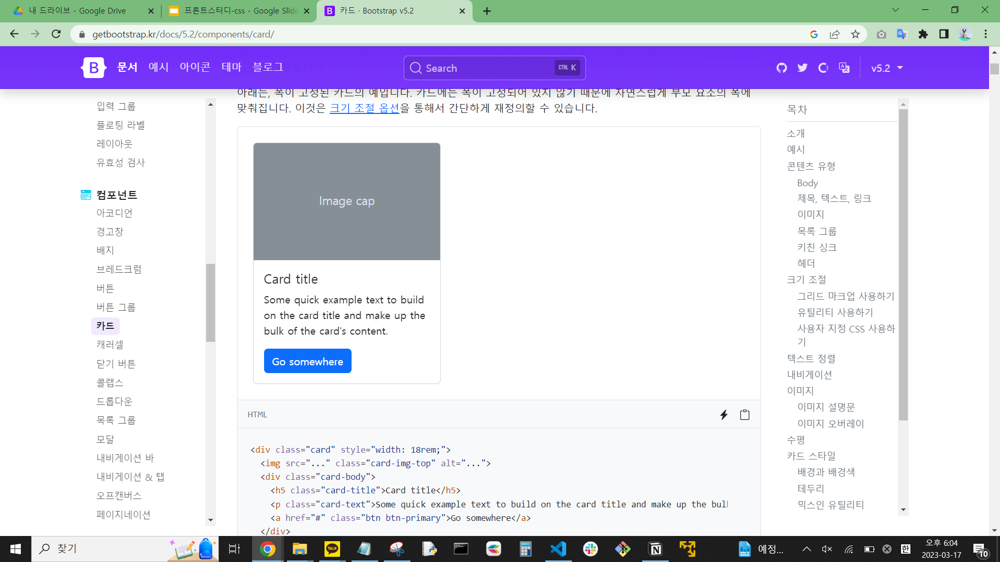 내 드라이브 - Google Drive
프론트스터디-css - Google Slide
카드 · Bootstrap v5.2
getbootstrap.kr/docs/5.2/components/card/
B
문서
예시
아이콘
테마
블로그
Search
CTRL K
v5.2
입력 그룹
플로팅 라벨
레이아웃
유효성 검사
컴포넌트
아코디언
경고창
배지
브레드크럼
버튼
버튼 그룹
카드
캐러셀
닫기 버튼
콜랩스
드롭다운
목록 그룹
모달
내비게이션 바
내비게이션 & 탭
오프캔버스
페이지네이션
아래는, 폭이 고정된 카드의 예입니다. 카드에는 폭이 고정되어 있지 않기 때문에 자연스럽게 부모 요소의 폭에
맞춰집니다. 이것은 크기 조절 옵션을 통해서 간단하게 재정의할 수 있습니다.
Image cap
Card title
Some quick example text to build
on the card title and make up the
bulk of the card's content.
Go somewhere
HTML
<div class="card" style="width: 18rem;">
<img src="..." class="card-img-top" alt="...">
<div class="card-body">
<h5 class="card-title">Card title</h5>
<p class="card-text">Some quick example text to build on the card title and make up the bul
<a href="#" class="btn btn-primary">Go somewhere</a>
</div>
목차
소개
예시
콘텐츠 유형
Body
제목, 텍스트, 링크
이미지
목록 그룹
키친 싱크
헤더
크기 조절
그리드 마크업 사용하기
유틸리티 사용하기
사용자 지정 CSS 사용하
기
텍스트 정렬
내비게이션
이미지
이미지 설명문
이미지 오버레이
수평
카드 스타일
배경과 배경색
테두리
믹스인 유틸리티
찾기
TALK
N
예정...
한
오후 6:04
2023-03-17
10